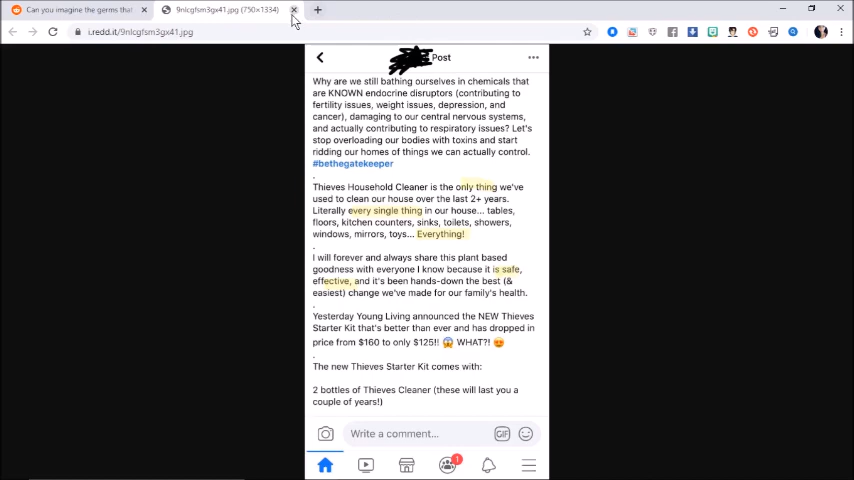 Can you imagine the germs that
9nlcgfsm3gx41.jpg (750×1334)
i.redd.it/9nlcgfsm3gx41.jpg
Post
Why are we still bathing ourselves in chemicals that
are KNOWN endocrine disruptors (contributing to
fertility issues, weight issues, depression, and
cancer), damaging to our central nervous systems,
and actually contributing to respiratory issues? Let's
stop overloading our bodies with toxins and start
ridding our homes of things we can actually control.
#bethegatekeeper
.
Thieves Household Cleaner is the only thing we've
used to clean our house over the last 2+ years.
Literally every single thing in our house... tables,
floors, kitchen counters, sinks, toilets, showers,
windows, mirrors, toys... Everything!
.
I will forever and always share this plant based
goodness with everyone I know because it is safe,
effective, and it's been hands-down the best (&
easiest) change we've made for our family's health.
.
Yesterday Young Living announced the NEW Thieves
Starter Kit that's better than ever and has dropped in
price from $160 to only $125!! 😱 WHAT?! 😍
.
The new Thieves Starter Kit comes with:
2 bottles of Thieves Cleaner (these will last you a
couple of years!)
Write a comment...
GIF
1